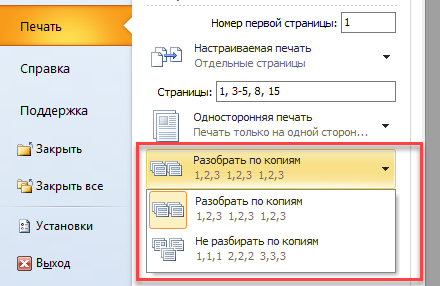 Печать
Справка
Поддержка
Закрыть
Закрыть все
Установки
Выход
Номер первой страницы: 1
Настраиваемая печать
Отдельные страницы
Страницы: 1, 3-5, 8, 15
Односторонняя печать
Печать только на одной сторон...
Разобрать по копиям
1,2,3 1,2,3 1,2,3
Разобрать по копиям
1,2,3 1,2,3 1,2,3
Не разбирать по копиям
1,1,1 2,2,2 3,3,3